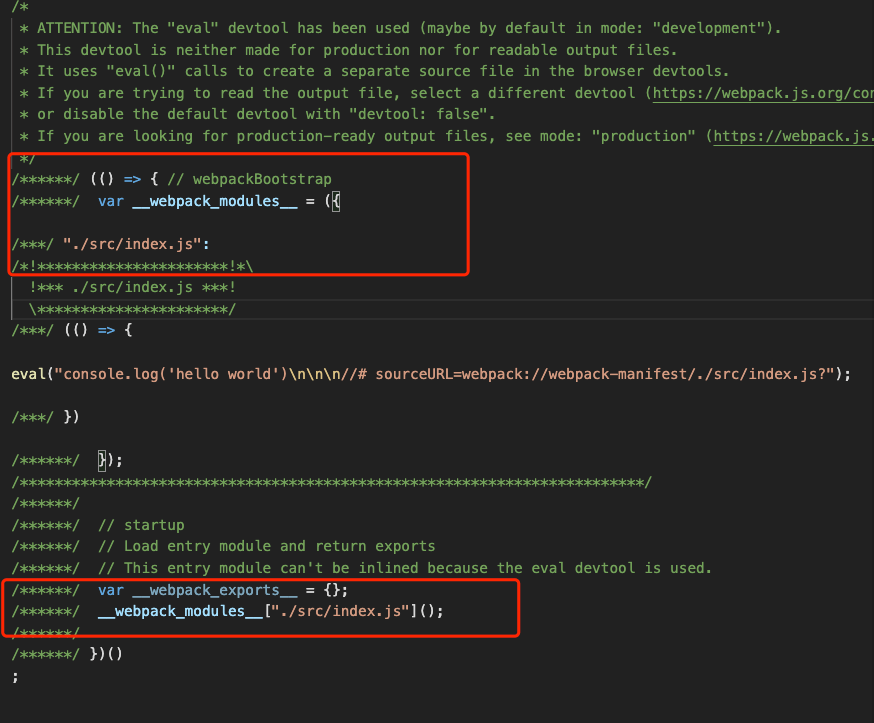 /*
 * ATTENTION: The "eval" devtool has been used (maybe by default in mode: "development").
 * This devtool is neither made for production nor for readable output files.
 * It uses "eval()" calls to create a separate source file in the browser devtools.
 * If you are trying to read the output file, select a different devtool (https://webpack.js.org/con
 * or disable the default devtool with "devtool: false".
 * If you are looking for production-ready output files, see mode: "production" (https://webpack.js.
 */
/******/ (() => { // webpackBootstrap
/******/ 	var __webpack_modules__ = ({

/***/ "./src/index.js":
/*!**********************!*\
  !*** ./src/index.js ***!
  \**********************/
/***/ (() => {

eval("console.log('hello world')\n\n\n//# sourceURL=webpack://webpack-manifest/./src/index.js?");

/***/ })

/******/ 	});
/************************************************************************/
/******/
/******/ 	// startup
/******/ 	// Load entry module and return exports
/******/ 	// This entry module can't be inlined because the eval devtool is used.
/******/ 	var __webpack_exports__ = {};
/******/ 	__webpack_modules__["./src/index.js"]();
/******/
/******/ })()
;